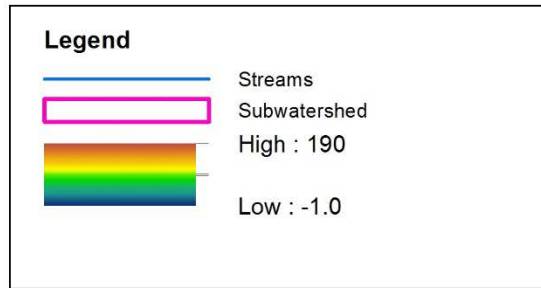 Legend
Streams
Subwatershed
High : 190
Low : -1.0